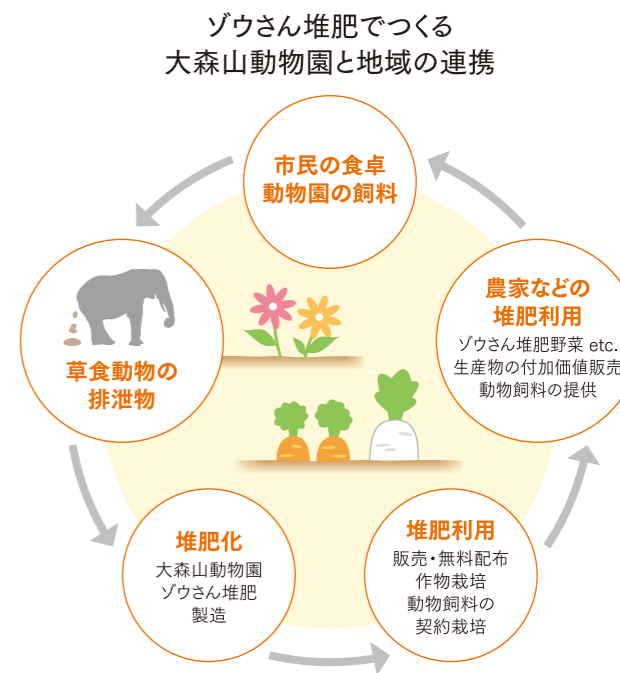 ゾウさん堆肥でつくる
大森山動物園と地域の連携
市民の食卓
動物園の飼料
草食動物の
排泄物
堆肥化
大森山動物園
ゾウさん堆肥
製造
堆肥利用
販売・無料配布
作物栽培
動物飼料の
契約栽培
農家などの
堆肥利用
ゾウさん堆肥野菜 etc.
生産物の付加価値販売
動物飼料の提供